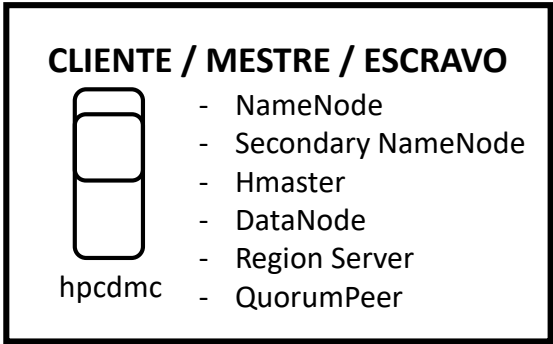 CLIENTE / MESTRE / ESCRAVO
- NameNode
- Secondary NameNode
- Hmaster
- DataNode
- Region Server
- QuorumPeer
hpcdmc